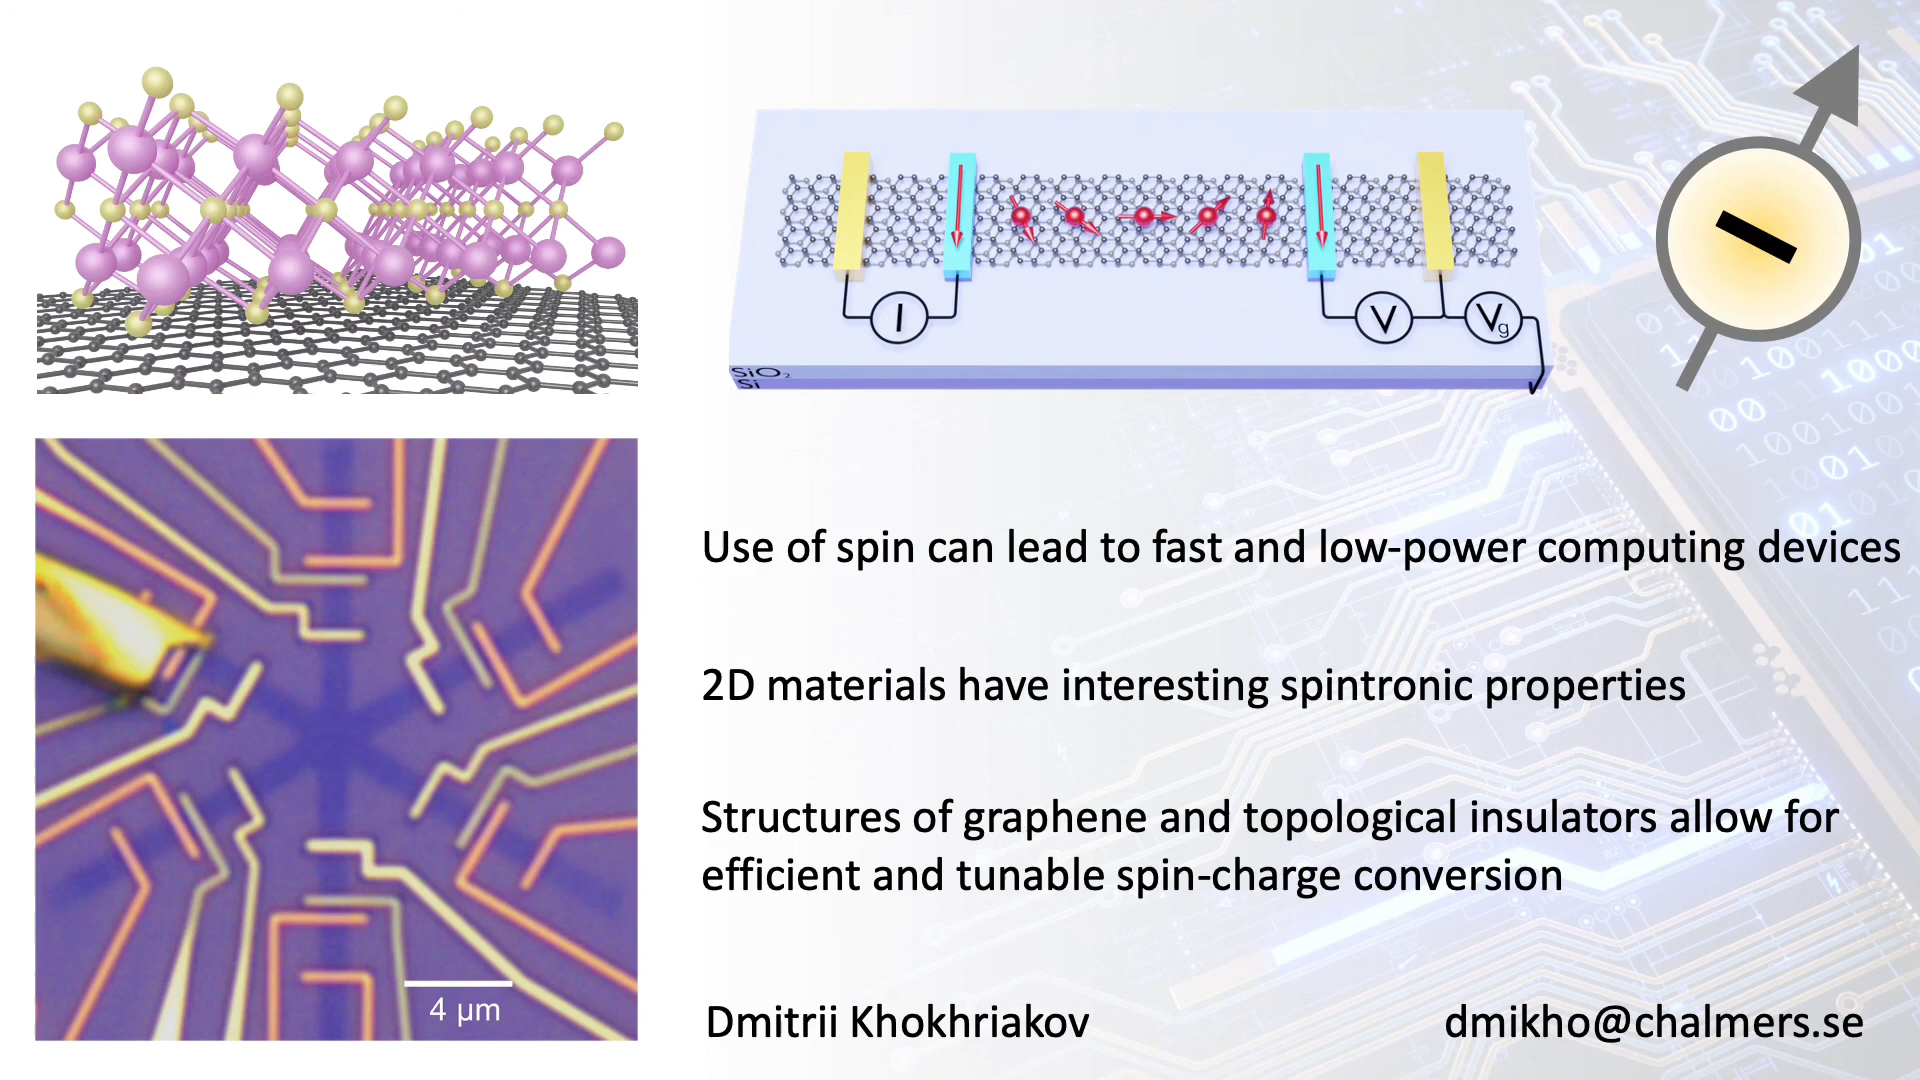 I
V
Vg
SiO₂
Si
Use of spin can lead to fast and low-power computing devices
2D materials have interesting spintronic properties
Structures of graphene and topological insulators allow for
efficient and tunable spin-charge conversion
4 µm
Dmitrii Khokhriakov
dmikho@chalmers.se